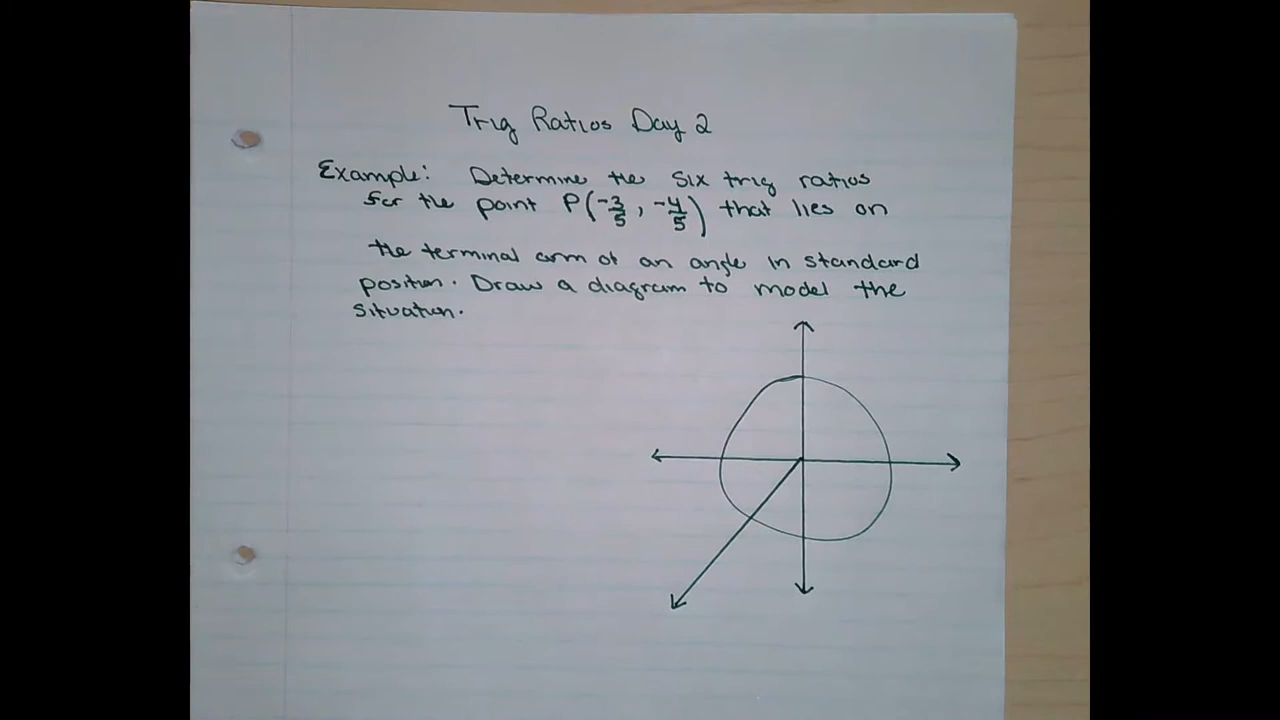 Trig Ratios Day 2
Example: Determine the six trig ratios
for the point P(-3/5, -4/5) that lies on
the terminal arm of an angle in standard
position. Draw a diagram to model the
situation.